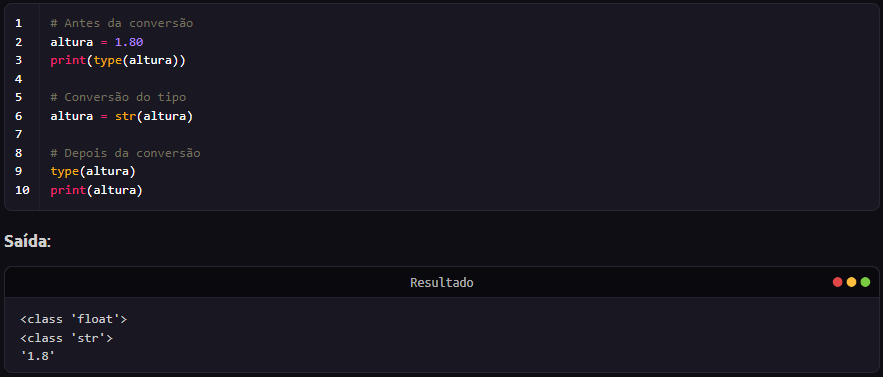 1 # Antes da conversão
2 altura = 1.80
3 print(type(altura))
4
5 # Conversão do tipo
6 altura = str(altura)
7
8 # Depois da conversão
9 type(altura)
10 print(altura)
Saída:
Resultado
<class 'float'>
<class 'str'>
'1.8'